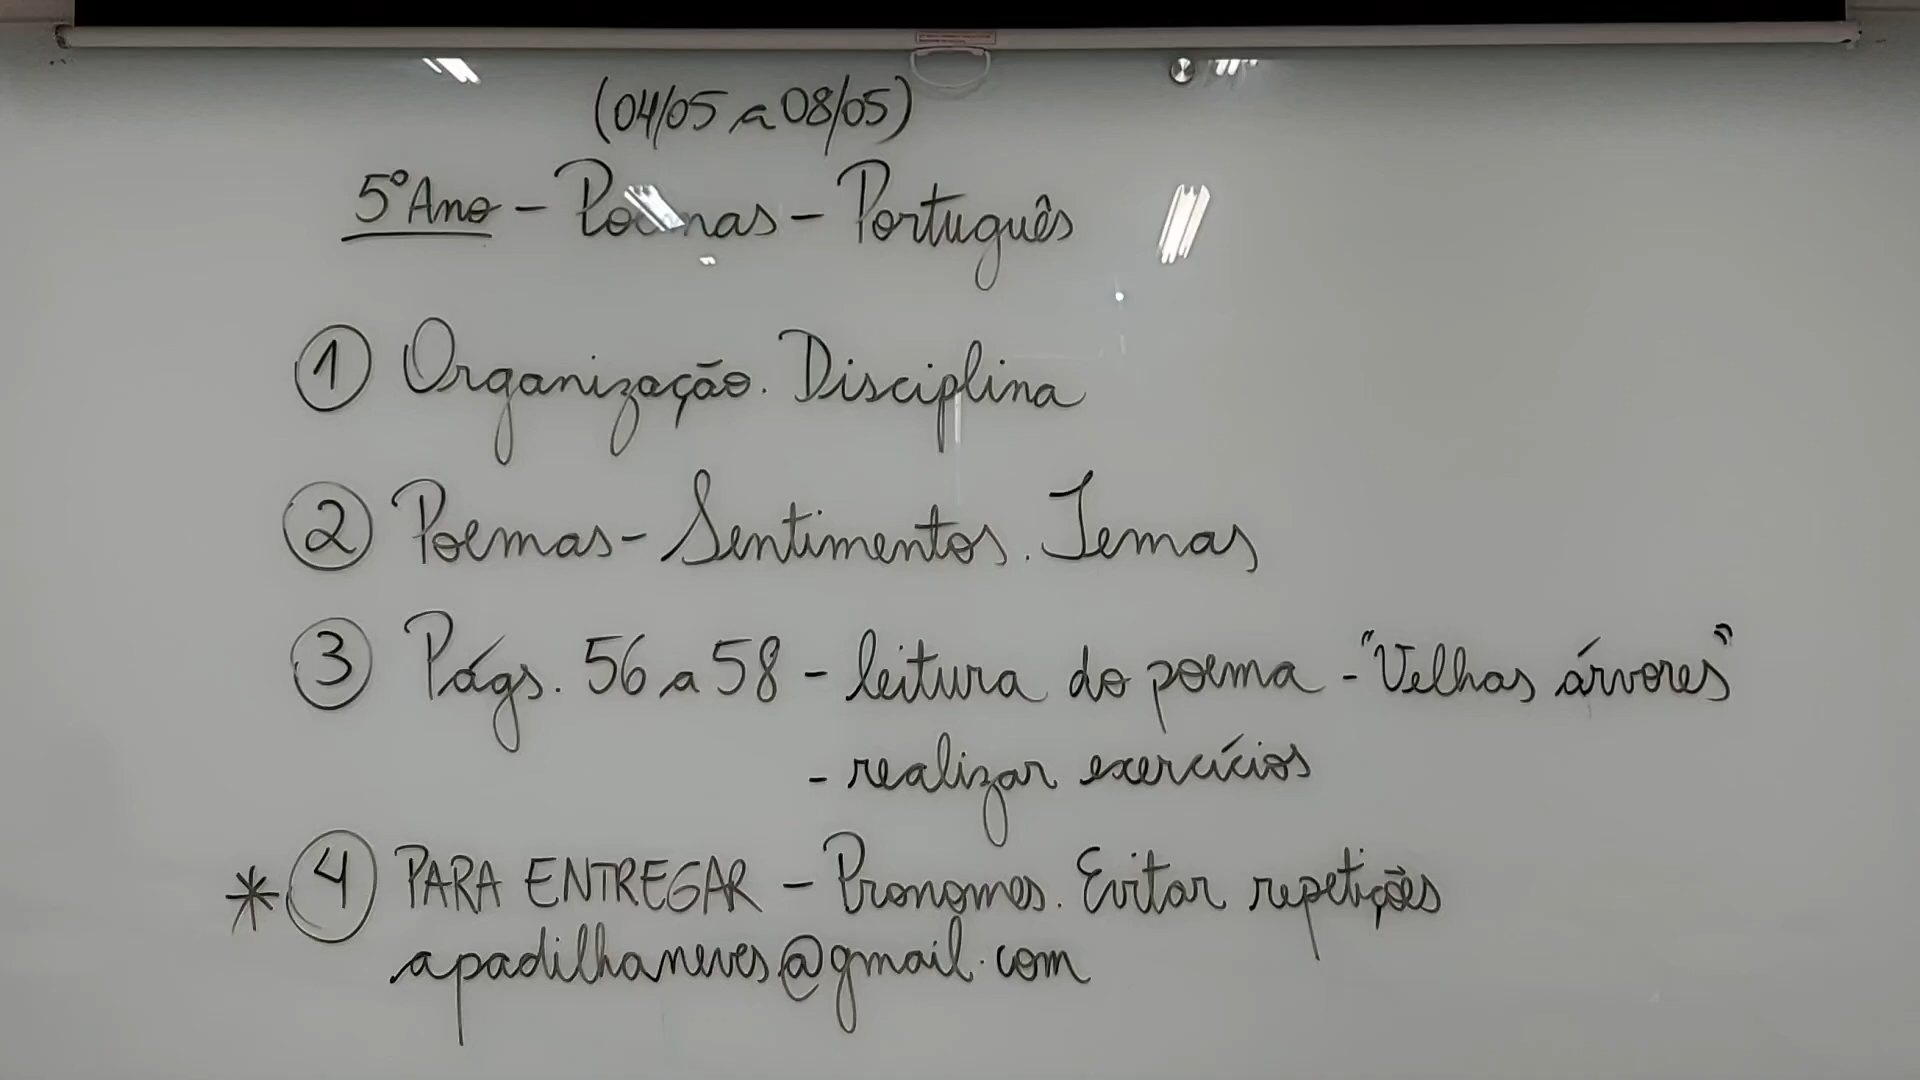 (04/05 a 08/05)
5º Ano - Poemas - Português
1 Organização. Disciplina
2 Poemas - Sentimentos. Temas
3 Págs. 56 a 58 - leitura do poema - "Velhas árvores"
- realizar exercícios
* 4 PARA ENTREGAR - Pronomes. Evitar repetições
apadilhaneves@gmail.com